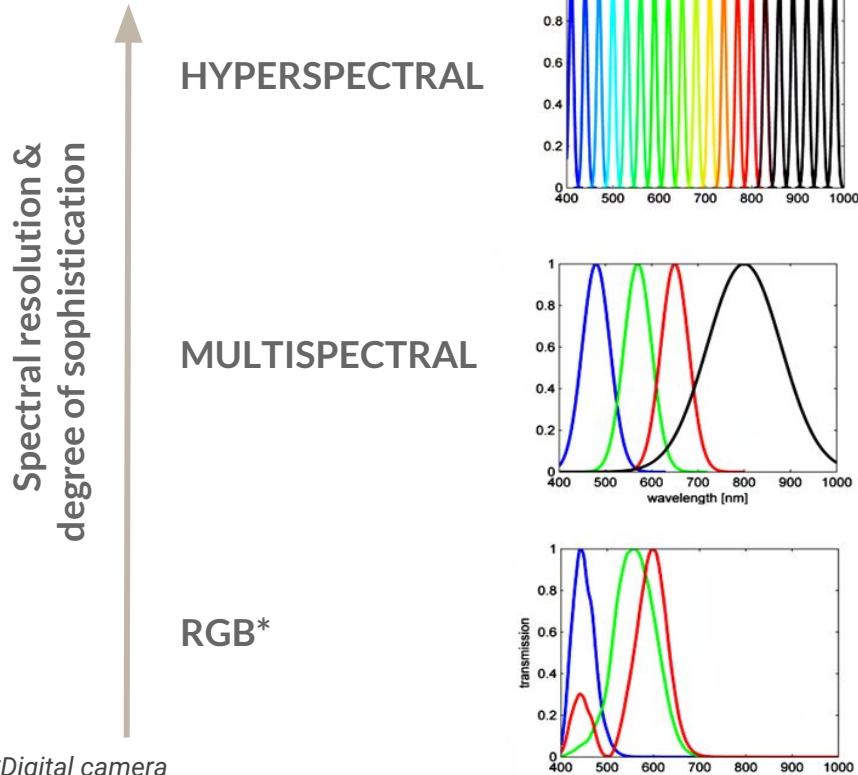 Spectral resolution &
degree of sophistication
HYPERSPECTRAL
0.8
0.6
0.4
0.2
0
400 500 600 700 800 900 1000
MULTISPECTRAL
1
0.8
0.6
0.4
0.2
0
400 500 600 700 800 900 1000
wavelength [nm]
RGB*
transmission
1
0.8
0.6
0.4
0.2
0
400 500 600 700 800 900 1000
*Digital camera